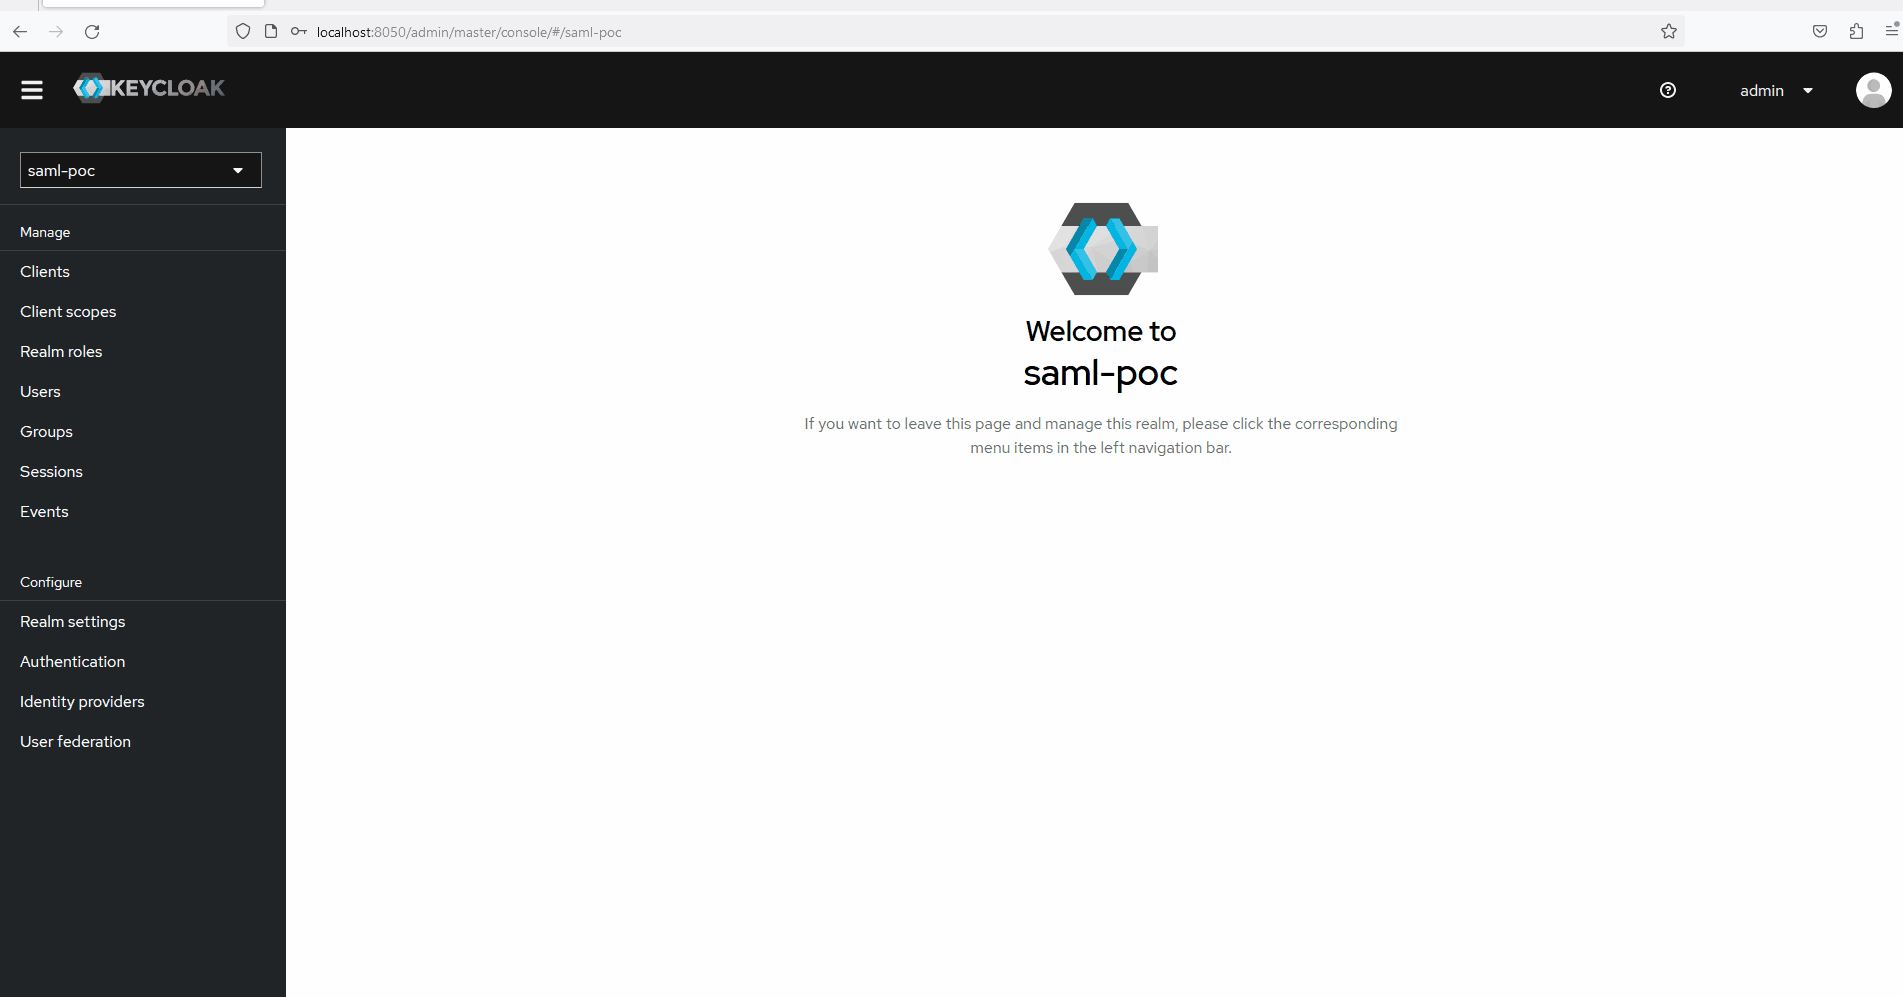 localhost:8050/admin/master/console/#/saml-poc
KEYCLOAK
admin
saml-poc
Manage
Clients
Client scopes
Realm roles
Users
Groups
Sessions
Events
Configure
Realm settings
Authentication
Identity providers
User federation
Welcome to
saml-poc
If you want to leave this page and manage this realm, please click the corresponding
menu items in the left navigation bar.